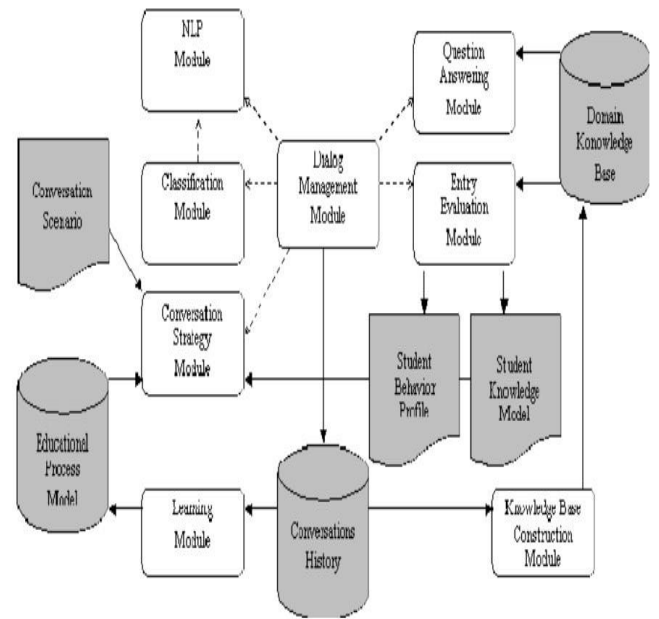 NLP
Module
Question
Answering
Module
Domain
Konowledge
Base
Conversation
Scenario
Classification
Module
Dialog
Management
Module
Entry
Evaluation
Module
Conversation
Strategy
Module
Student
Behavior
Profile
Student
Knowledge
Model
Educational
Process
Model
Learning
Module
Conversations
History
Knowledge Base
Construction
Module